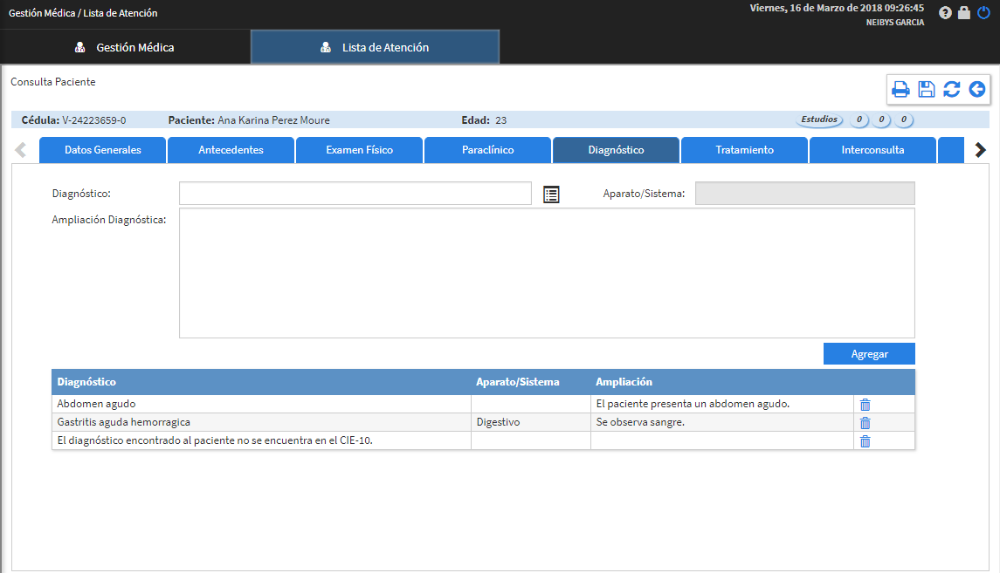 Gestión Médica / Lista de Atención
Viernes, 16 de Marzo de 2018 09:26:45
NEIBYS GARCIA
Gestión Médica
Lista de Atención
Consulta Paciente
Cédula: V-24223659-0 Paciente: Ana Karina Perez Moure Edad: 23 Estudios 0 0 0
Datos Generales Antecedentes Examen Físico Paraclínico Diagnóstico Tratamiento Interconsulta
Diagnóstico: Aparato/Sistema:
Ampliación Diagnóstica:
Agregar
Diagnóstico Aparato/Sistema Ampliación
Abdomen agudo El paciente presenta un abdomen agudo.
Gastritis aguda hemorragica Digestivo Se observa sangre.
El diagnóstico encontrado al paciente no se encuentra en el CIE-10.